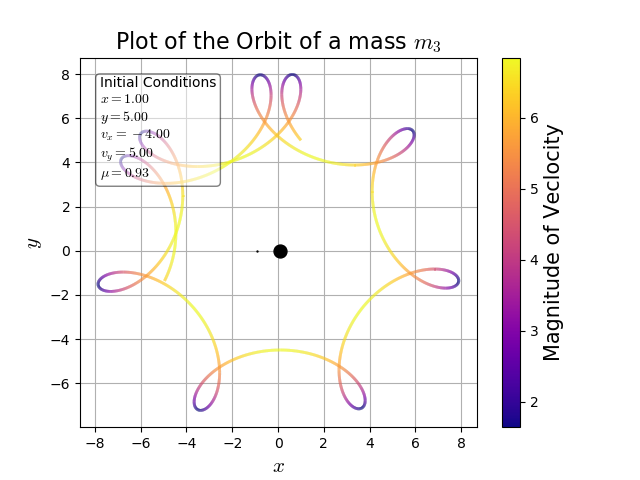 Plot of the Orbit of a mass m₃
Initial Conditions
x = 1.00
y = 5.00
vₓ = −4.00
v_y = 5.00
μ = 0.93
8
6
4
2
0
−2
−4
−6
y
−8
−6
−4
−2
0
2
4
6
8
x
6
5
4
3
2
Magnitude of Veclocity